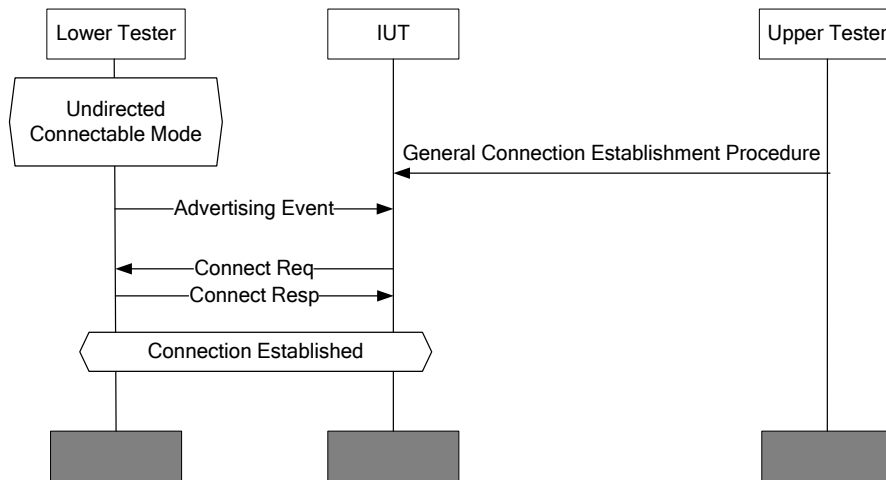 Lower Tester
IUT
Upper Tester
Undirected
Connectable Mode
General Connection Establishment Procedure
Advertising Event
Connect Req
Connect Resp
Connection Established